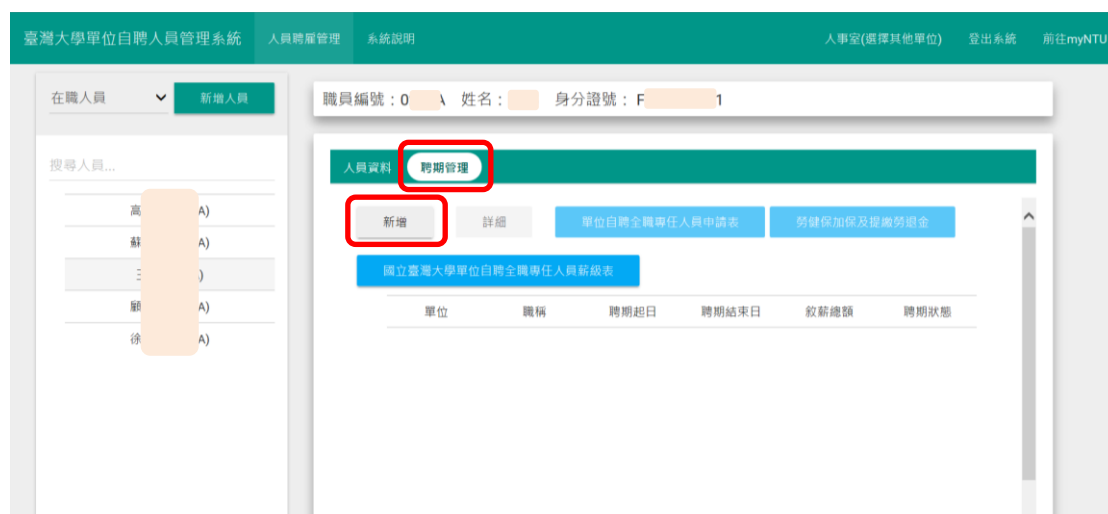 臺灣大學單位自聘人員管理系統 人員聘雇管理 系統說明 人事室(選擇其他單位) 登出系統 前往myNTU
在職人員 新增人員
職員編號：0 A 姓名： 身分證號：F 1
搜尋人員...
人員資料 聘期管理
高 A)
蘇 A)
)
顧 A)
徐 A)
新增 詳細 單位自聘全職專任人員申請表 勞健保加保及提繳勞退金
國立臺灣大學單位自聘全職專任人員薪級表
單位 職稱 聘期起日 聘期結束日 敘薪總額 聘期狀態